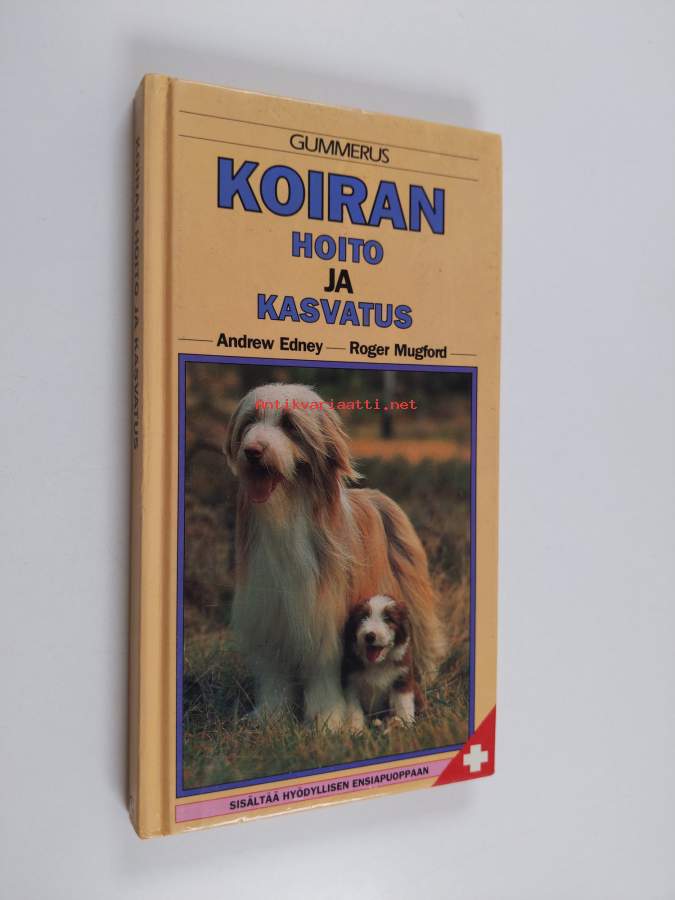 GUMMERUS
KOIRAN
HOITO
JA
KASVATUS
Andrew Edney — Roger Mugford
Antikvariaatti.net
SISÄLTÄÄ HYÖDYLLISEN ENSIAPUOPPAAN
KOIRAN HOITO JA KASVATUS